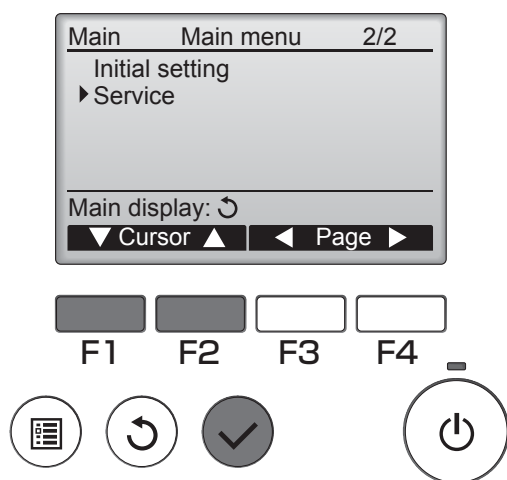 Main Main menu 2/2
Initial setting
Service
Main display:
Cursor Page
F1 F2 F3 F4